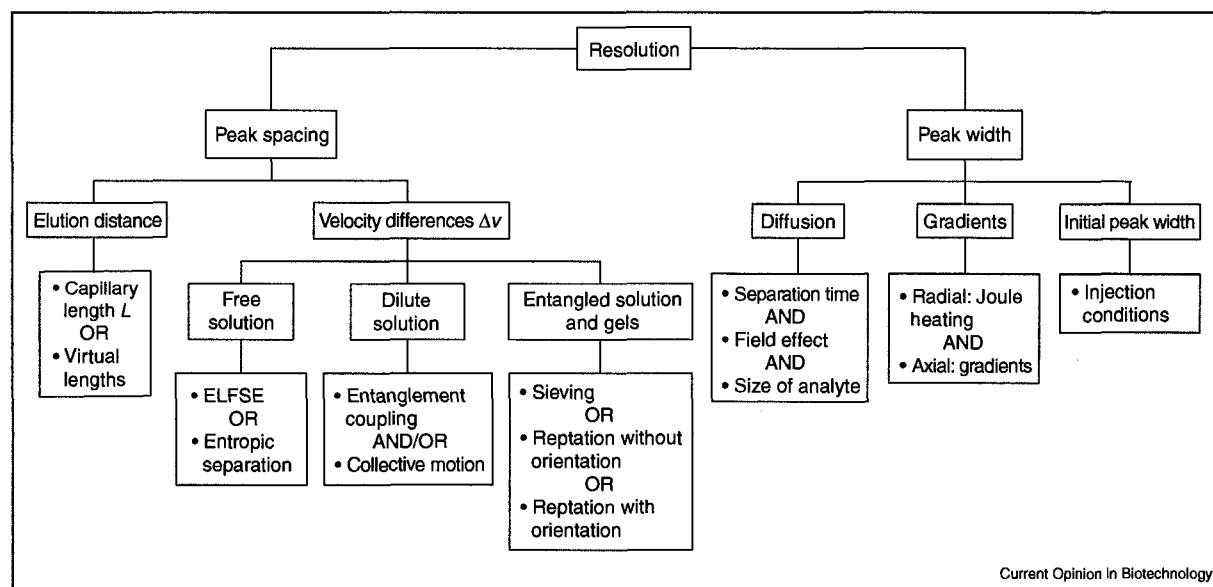 Resolution
Peak spacing
Peak width
Elution distance
Velocity differences Δv
Diffusion
Gradients
Initial peak width
• Capillary
length L
OR
• Virtual
lengths
Free
solution
Dilute
solution
Entangled solution
and gels
• Separation time
AND
• Field effect
AND
• Size of analyte
• Radial: Joule
heating
AND
• Axial: gradients
• Injection
conditions
• ELFSE
OR
• Entropic
separation
• Entanglement
coupling
AND/OR
• Collective motion
• Sieving
OR
• Reptation without
orientation
OR
• Reptation with
orientation
Current Opinion in Biotechnology